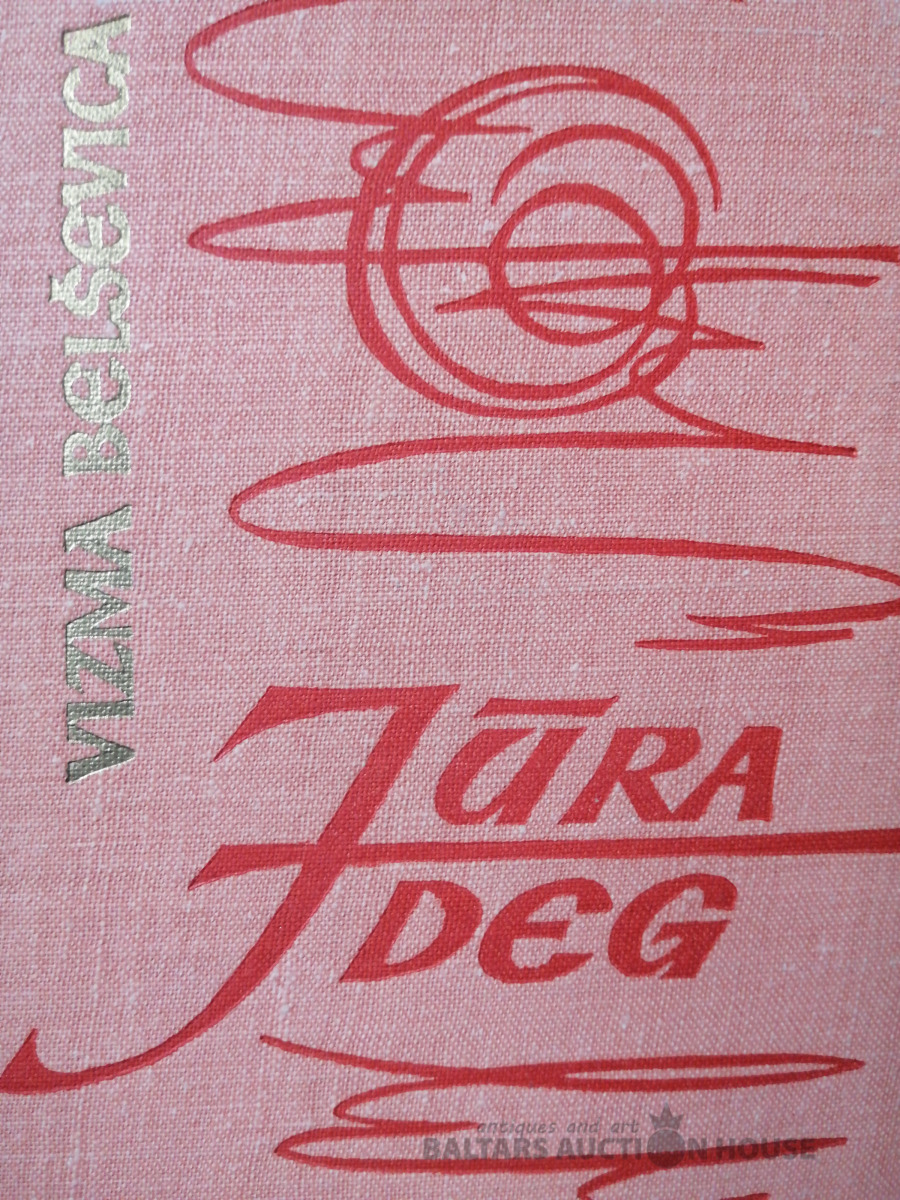 VIZMA BELŠEVICA
JŪRA
DEG
antiques and art
BALTARS AUCTION HOUSE